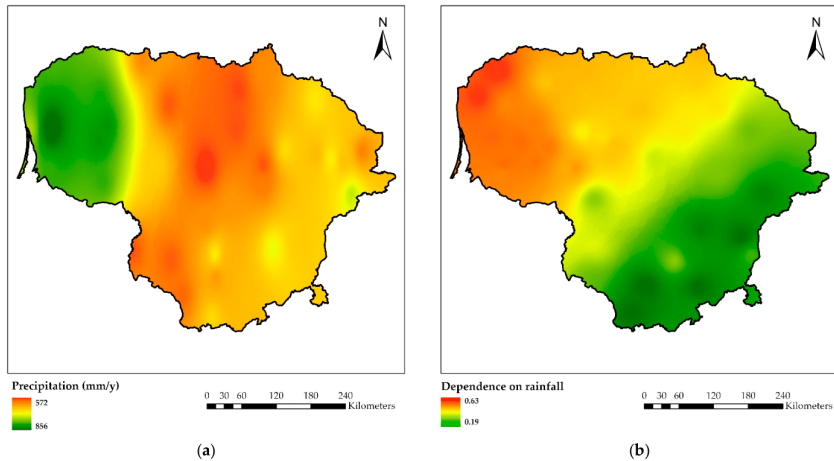 N
N
Precipitation (mm/y)
572
856
0 30 60 120 180 240
Kilometers
Dependence on rainfall
0.63
0.19
0 30 60 120 180 240
Kilometers
(a)
(b)